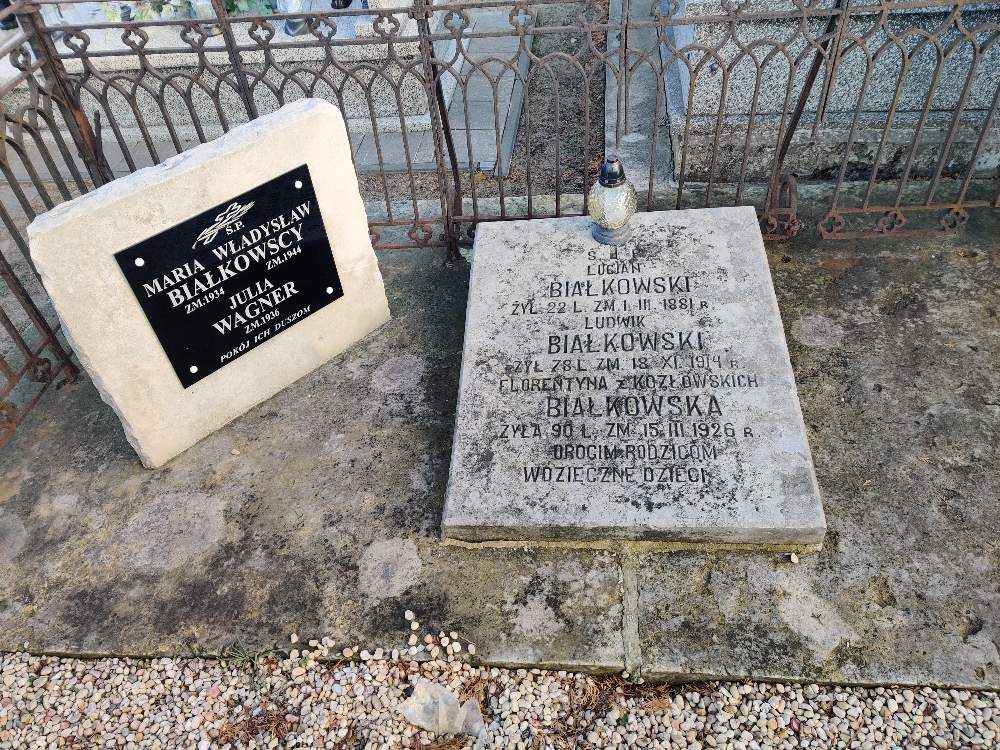 Ś.P.
MARIA WŁADYSŁAW
BIAŁKOWSCY
ZM.1934 ZM.1944
JULIA
WAGNER
ZM.1936
POKÓJ ICH DUSZOM
Ś. P.
LUCJAN
BIAŁKOWSKI
ŻYŁ 22 L. ZM. 1. III. 1881 R.
LUDWIK
BIAŁKOWSKI
ŻYŁ 78 L. ZM. 18. XI. 1914 R.
FLORENTYNA Z KOZŁOWSKICH
BIAŁKOWSKA
ŻYŁA 90 L. ZM. 15. III 1926 R.
DROGIM RODZICOM
WDZIĘCZNE DZIECI